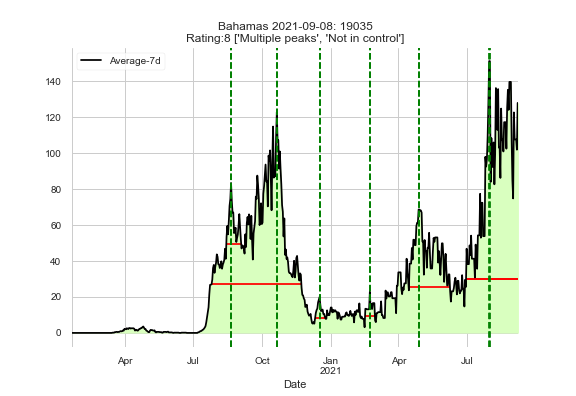 Bahamas 2021-09-08: 19035
Rating:8 ['Multiple peaks', 'Not in control']
Average-7d
140
120
100
80
60
40
20
0
Apr
Jul
Oct
Jan
2021
Apr
Jul
Date